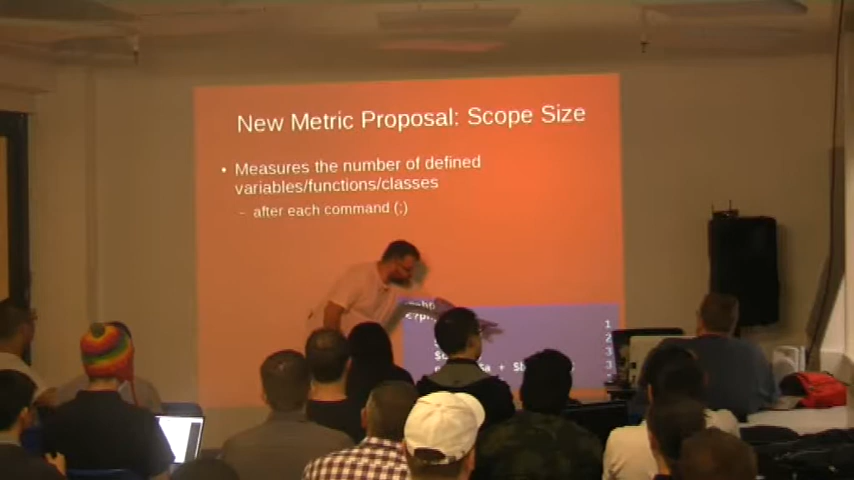 New Metric Proposal: Scope Size
• Measures the number of defined
variables/functions/classes
– after each command (;)
1
2
3
3